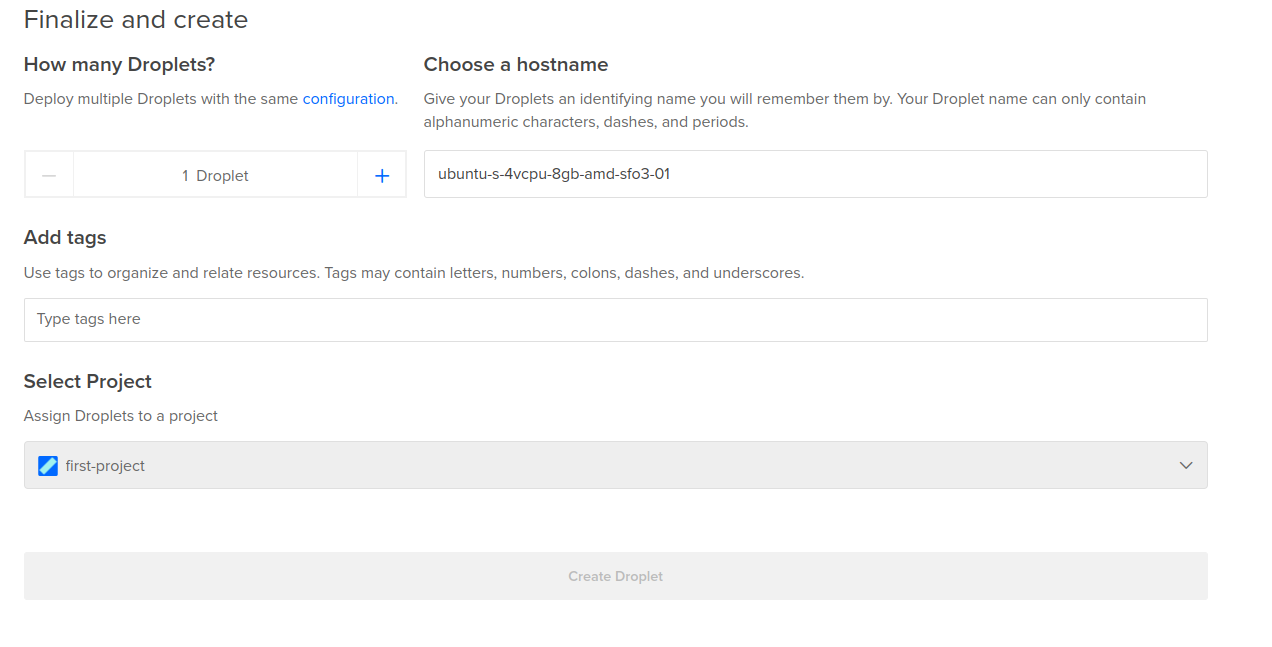 Finalize and create
How many Droplets?
Deploy multiple Droplets with the same configuration.
Choose a hostname
Give your Droplets an identifying name you will remember them by. Your Droplet name can only contain
alphanumeric characters, dashes, and periods.
1 Droplet
ubuntu-s-4vcpu-8gb-amd-sfo3-01
Add tags
Use tags to organize and relate resources. Tags may contain letters, numbers, colons, dashes, and underscores.
Type tags here
Select Project
Assign Droplets to a project
first-project
Create Droplet